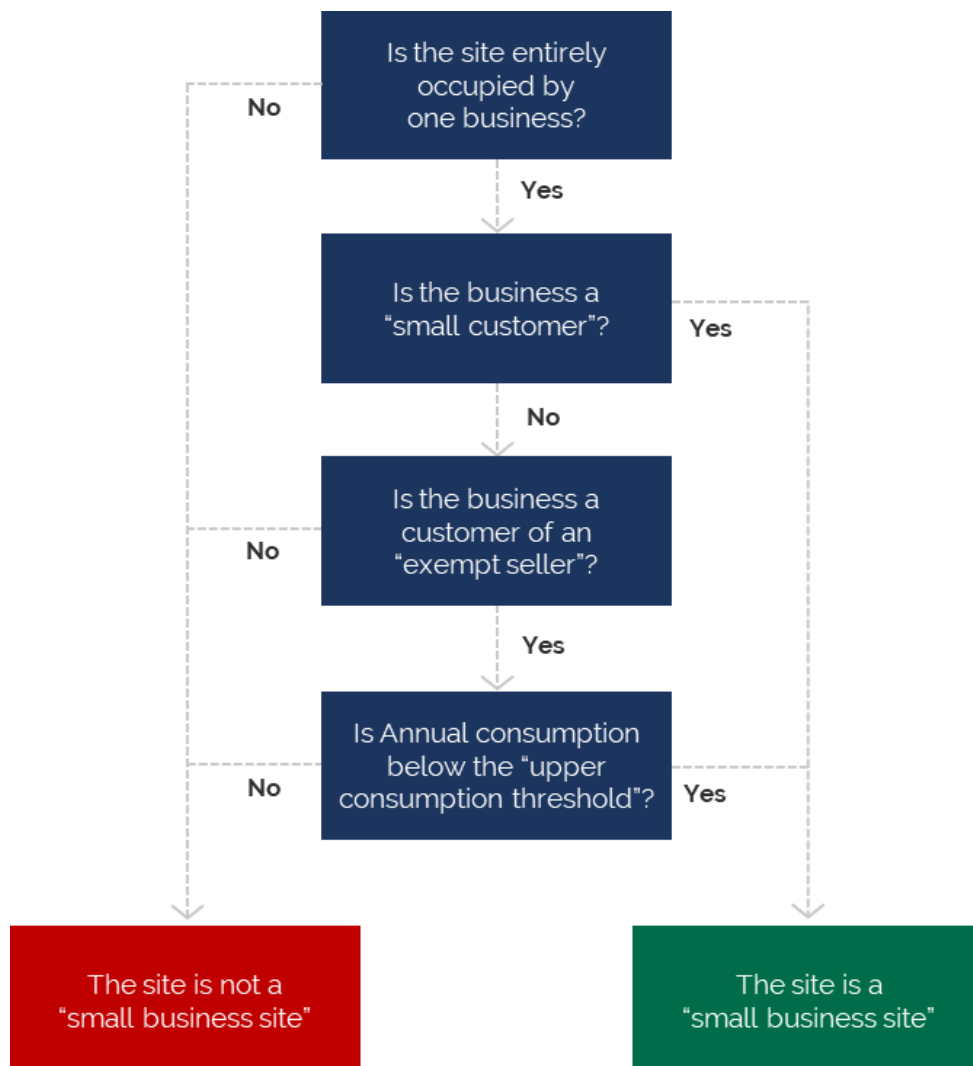 Is the site entirely
occupied by
one business?
No
Yes
Is the business a
“small customer”?
Yes
No
Is the business a
customer of an
“exempt seller”?
No
Yes
Is Annual consumption
below the “upper
consumption threshold”?
No
Yes
The site is not a
“small business site”
The site is a
“small business site”